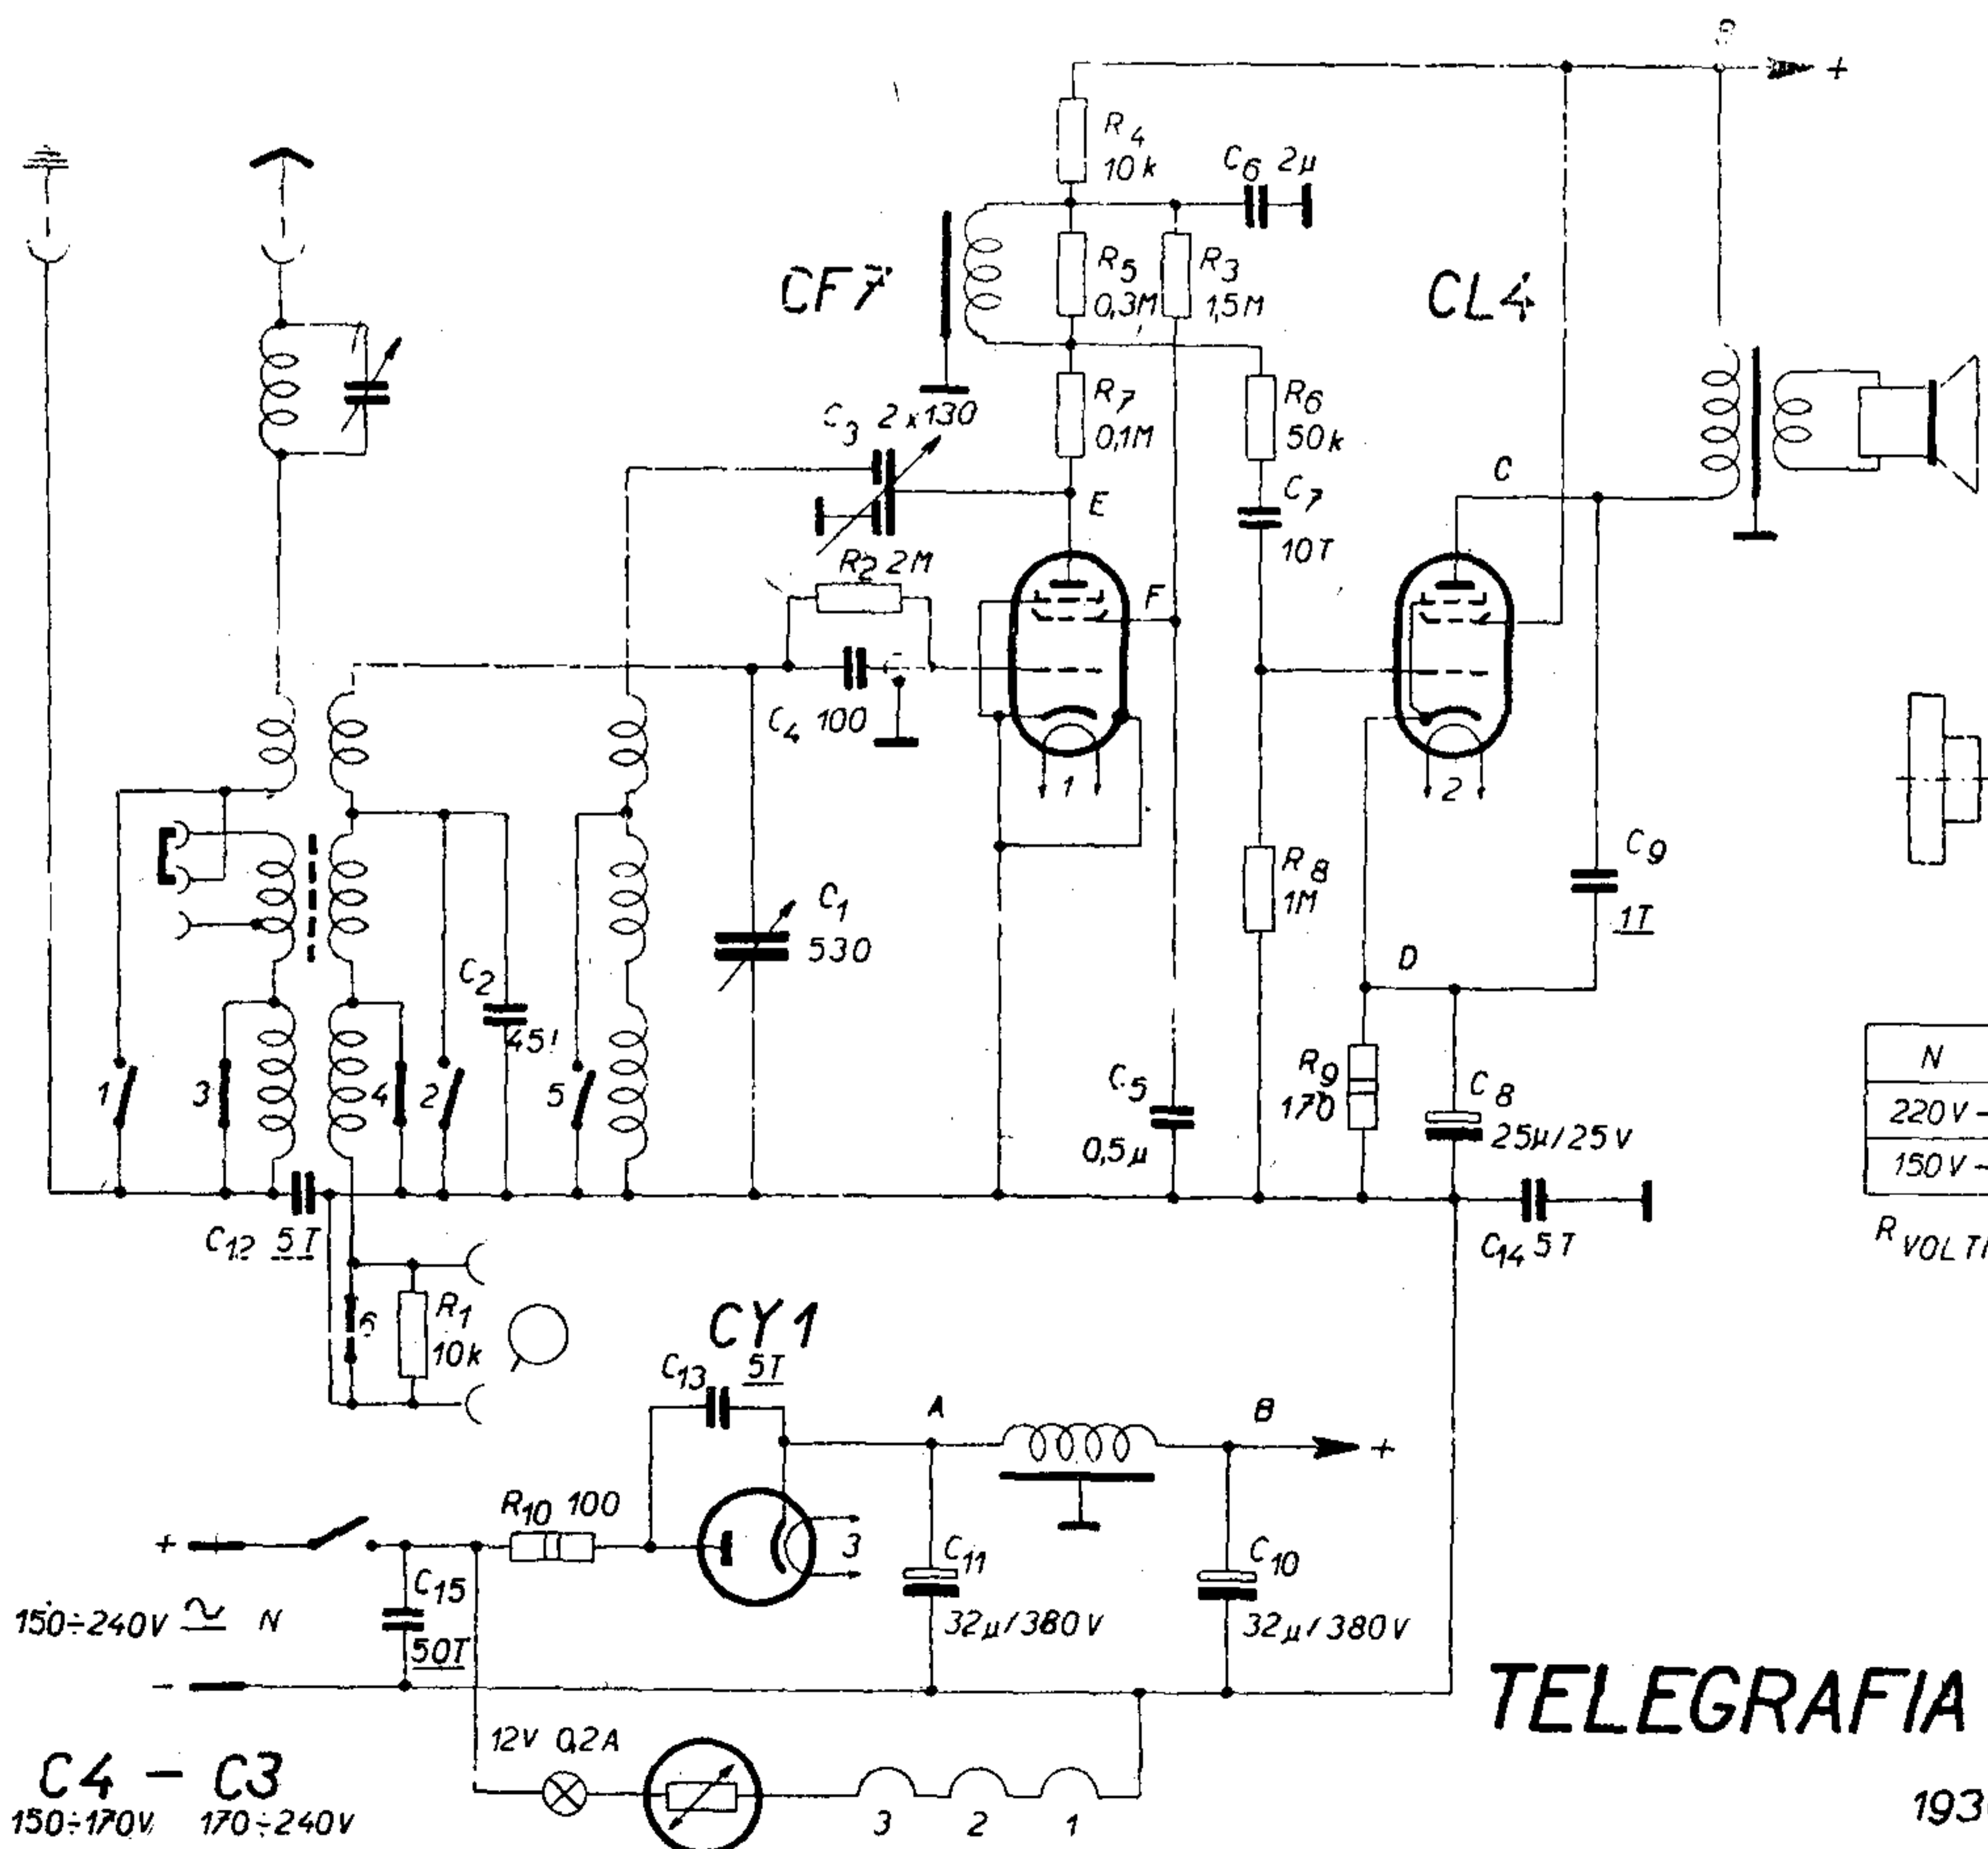 +
R4
10k
C6 2µ
CF7
R5
0,3M
R3
1,5M
CL4
C3 2x130
R7
0,1M
R6
50k
C
E
C7
10T
R2 2M
F
C4 100
1
2
C1
530
R8
1M
C9
1T
D
C2
1
3
4
2
5
C5
0,5µ
R9
170
C8
25µ/25V
N
220V-
150V-
C12 5T
C14 5T
6
R1
10k
CY1
C13 5T
A
B
+
R10 100
3
+
C15
50T
C11
32µ/380V
C10
32µ/380V
150÷240V ≃ N
-
TELEGRAFIA
12V 0,2A
C4 - C3
150÷170V 170÷240V
3 2 1